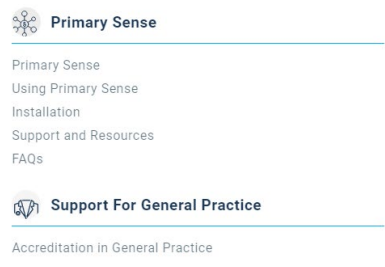 Primary Sense
Primary Sense
Using Primary Sense
Installation
Support and Resources
FAQs
Support For General Practice
Accreditation in General Practice